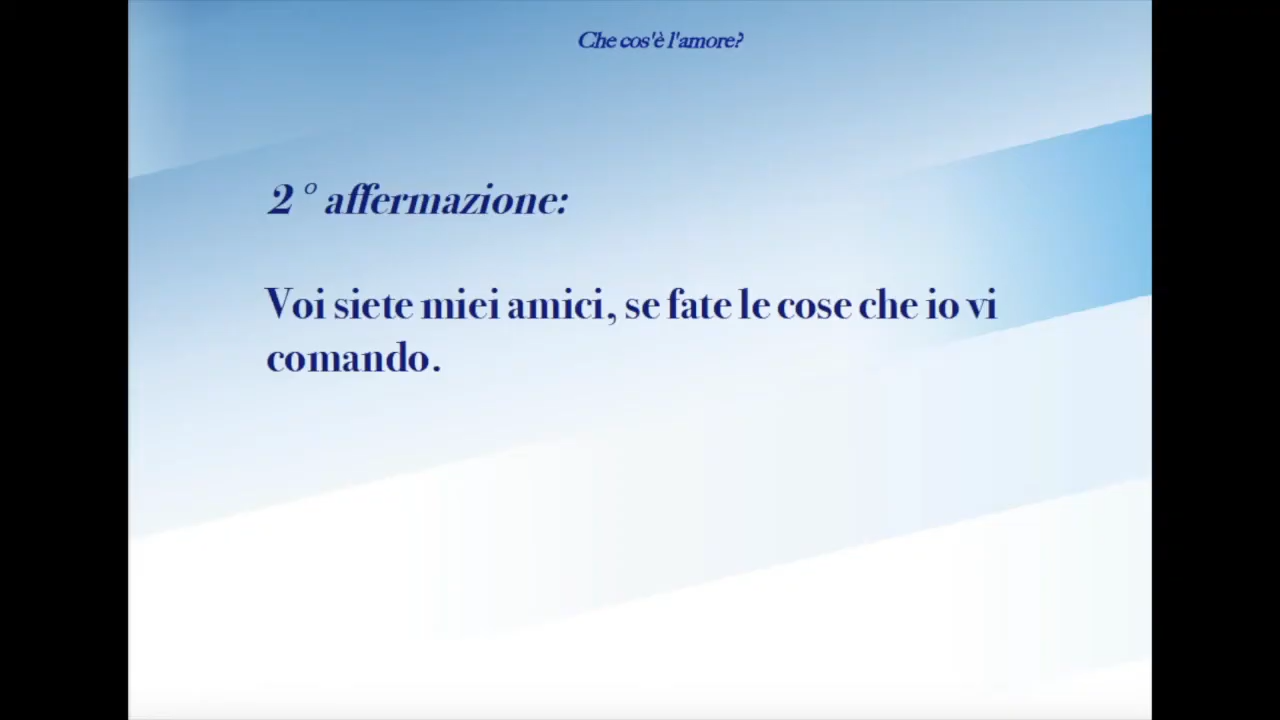 Che cos'è l'amore?
2° affermazione:
Voi siete miei amici, se fate le cose che io vi
comando.